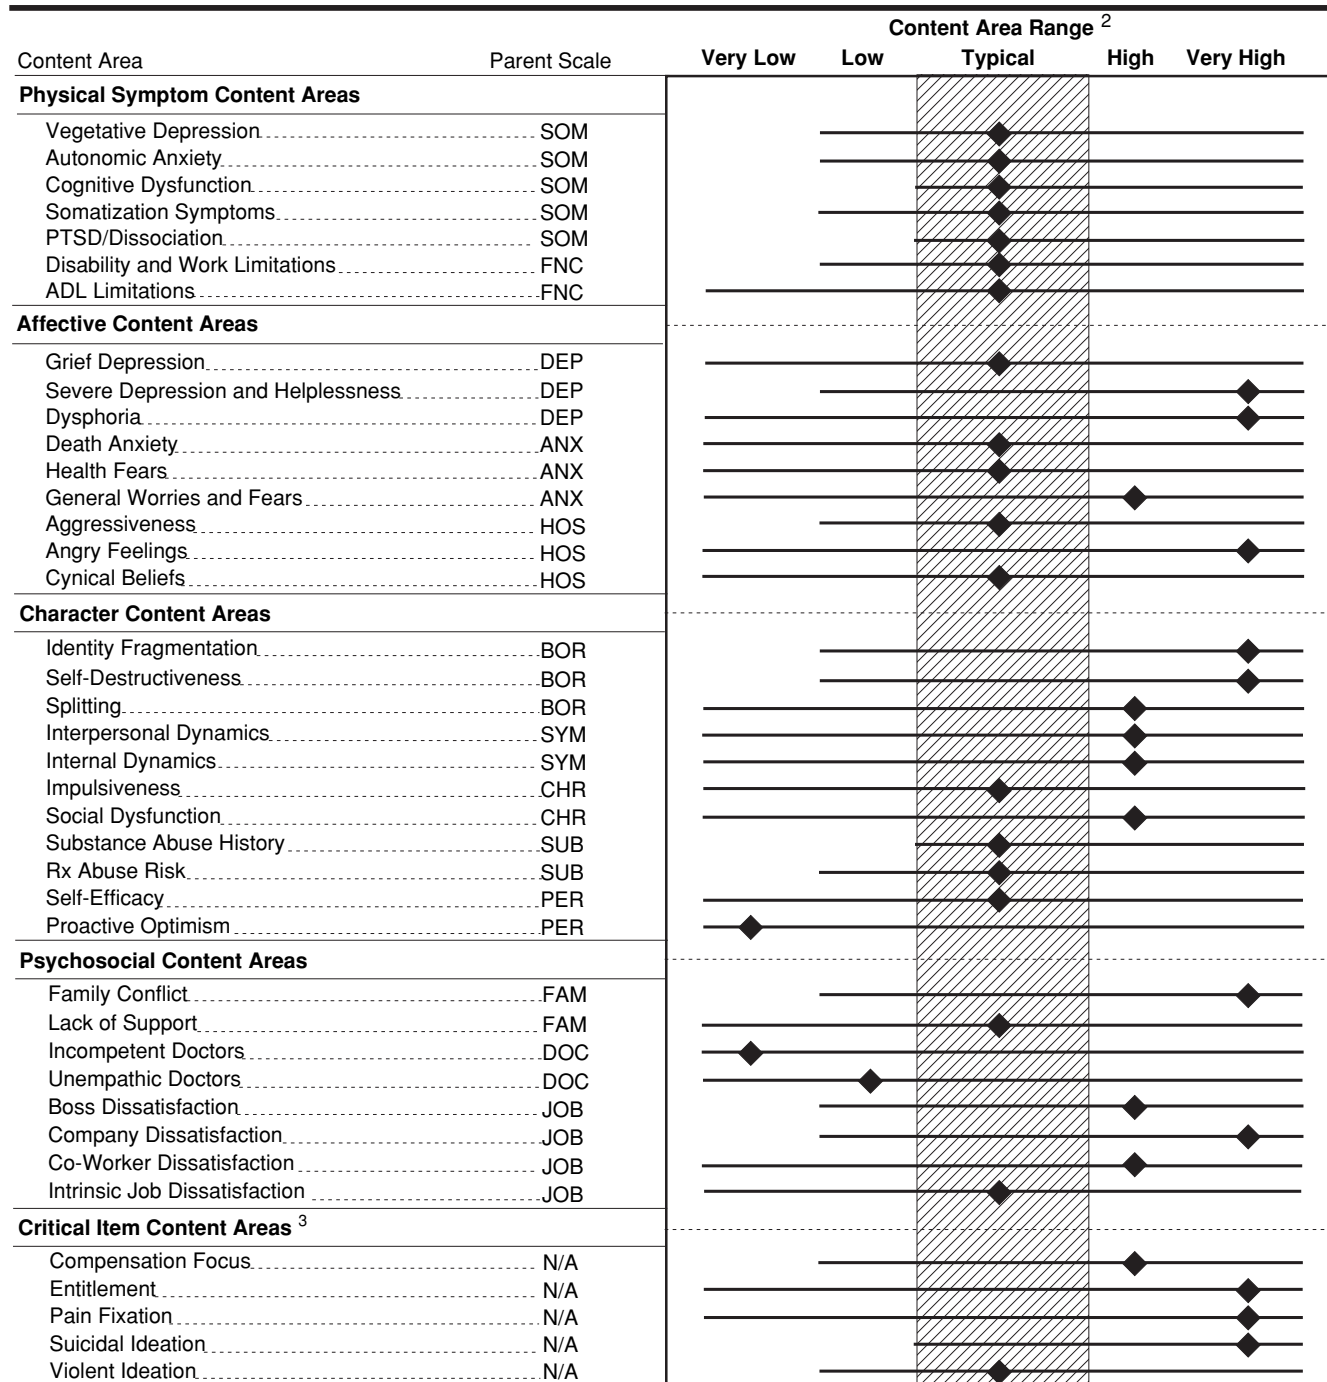 Content Area Range 2
Content Area Parent Scale Very Low Low Typical High Very High
Physical Symptom Content Areas
Vegetative Depression SOM
Autonomic Anxiety SOM
Cognitive Dysfunction SOM
Somatization Symptoms SOM
PTSD/Dissociation SOM
Disability and Work Limitations FNC
ADL Limitations FNC
Affective Content Areas
Grief Depression DEP
Severe Depression and Helplessness DEP
Dysphoria DEP
Death Anxiety ANX
Health Fears ANX
General Worries and Fears ANX
Aggressiveness HOS
Angry Feelings HOS
Cynical Beliefs HOS
Character Content Areas
Identity Fragmentation BOR
Self-Destructiveness BOR
Splitting BOR
Interpersonal Dynamics SYM
Internal Dynamics SYM
Impulsiveness CHR
Social Dysfunction CHR
Substance Abuse History SUB
Rx Abuse Risk SUB
Self-Efficacy PER
Proactive Optimism PER
Psychosocial Content Areas
Family Conflict FAM
Lack of Support FAM
Incompetent Doctors DOC
Unempathic Doctors DOC
Boss Dissatisfaction JOB
Company Dissatisfaction JOB
Co-Worker Dissatisfaction JOB
Intrinsic Job Dissatisfaction JOB
Critical Item Content Areas 3
Compensation Focus N/A
Entitlement N/A
Pain Fixation N/A
Suicidal Ideation N/A
Violent Ideation N/A